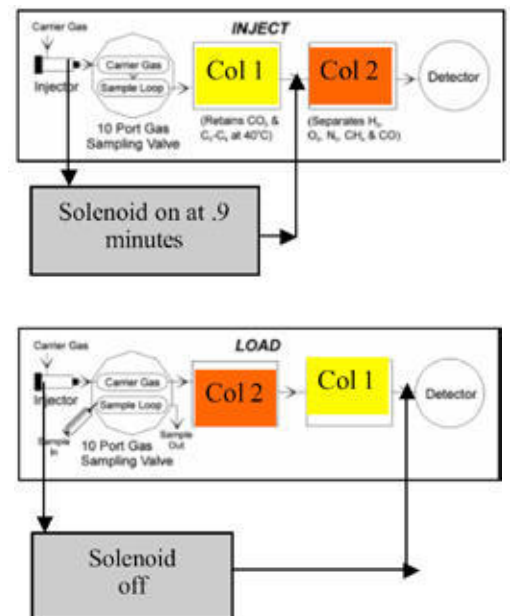 Carrier Gas
INJECT
Injector
Carrier Gas
Sample Loop
10 Port Gas
Sampling Valve
Col 1
(Retains CO₂ &
at 40°C)
Col 2
(Separates H₂,
O₂, N₂, CH₄ & CO)
Detector
Solenoid on at .9
minutes
Carrier Gas
LOAD
Injector
Carrier Gas
Sample Loop
Sample
In
10 Port Gas
Sampling Valve
Sample
Out
Col 2
Col 1
Detector
Solenoid
off